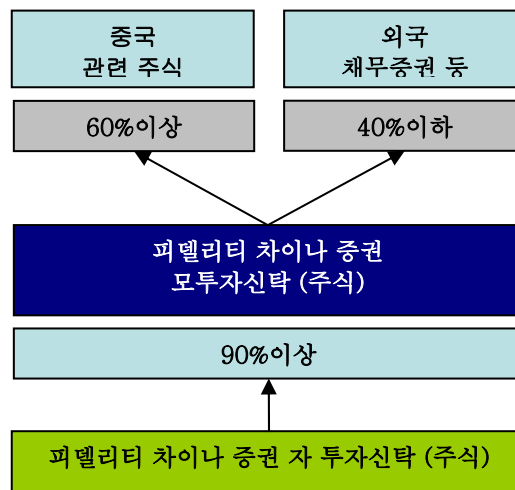 중국
관련 주식
외국
채무증권 등
60%이상
40%이하
피델리티 차이나 증권
모투자신탁 (주식)
90%이상
피델리티 차이나 증권 자 투자신탁 (주식)